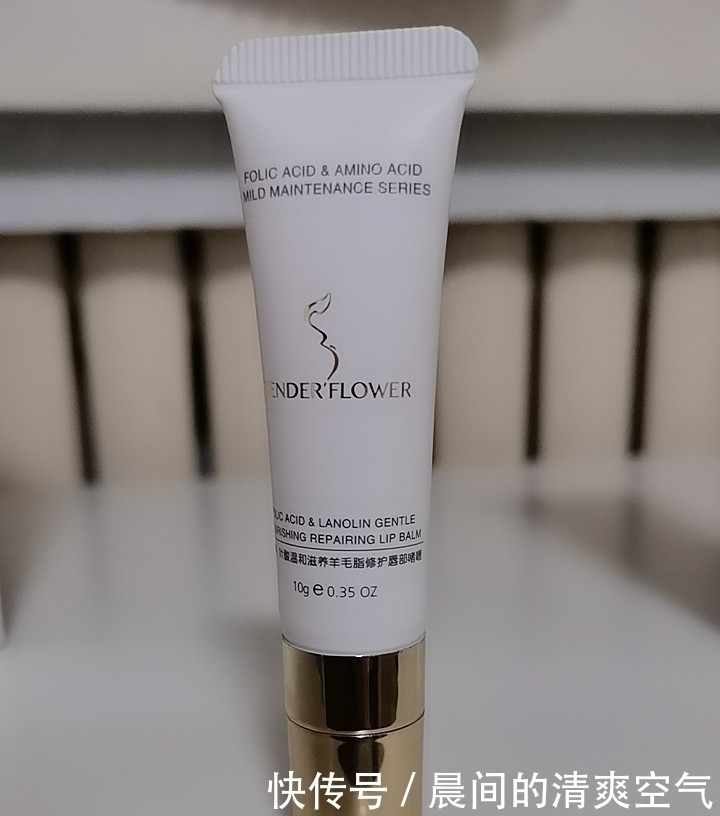 FOLIC ACID & AMINO ACID
MILD MAINTENANCE SERIES
ENDER'FLOWER
LIC ACID & LANOLIN GENTLE
RISHING REPAIRING LIP BALM
叶酸温和滋养羊毛脂修护唇部啫喱
10g e 0.35 OZ
快传号 / 晨间的清爽空气